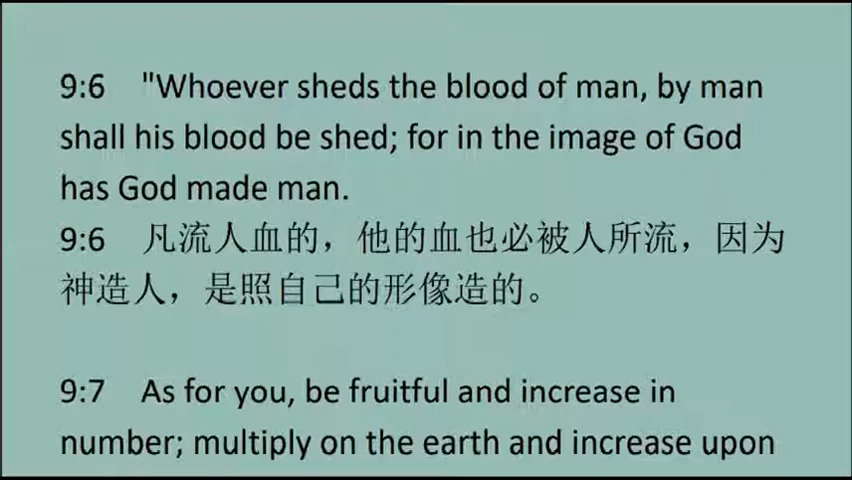 9:6 "Whoever sheds the blood of man, by man
shall his blood be shed; for in the image of God
has God made man.
9:6 凡流人血的，他的血也必被人所流，因为
神造人，是照自己的形像造的。
9:7 As for you, be fruitful and increase in
number; multiply on the earth and increase upon